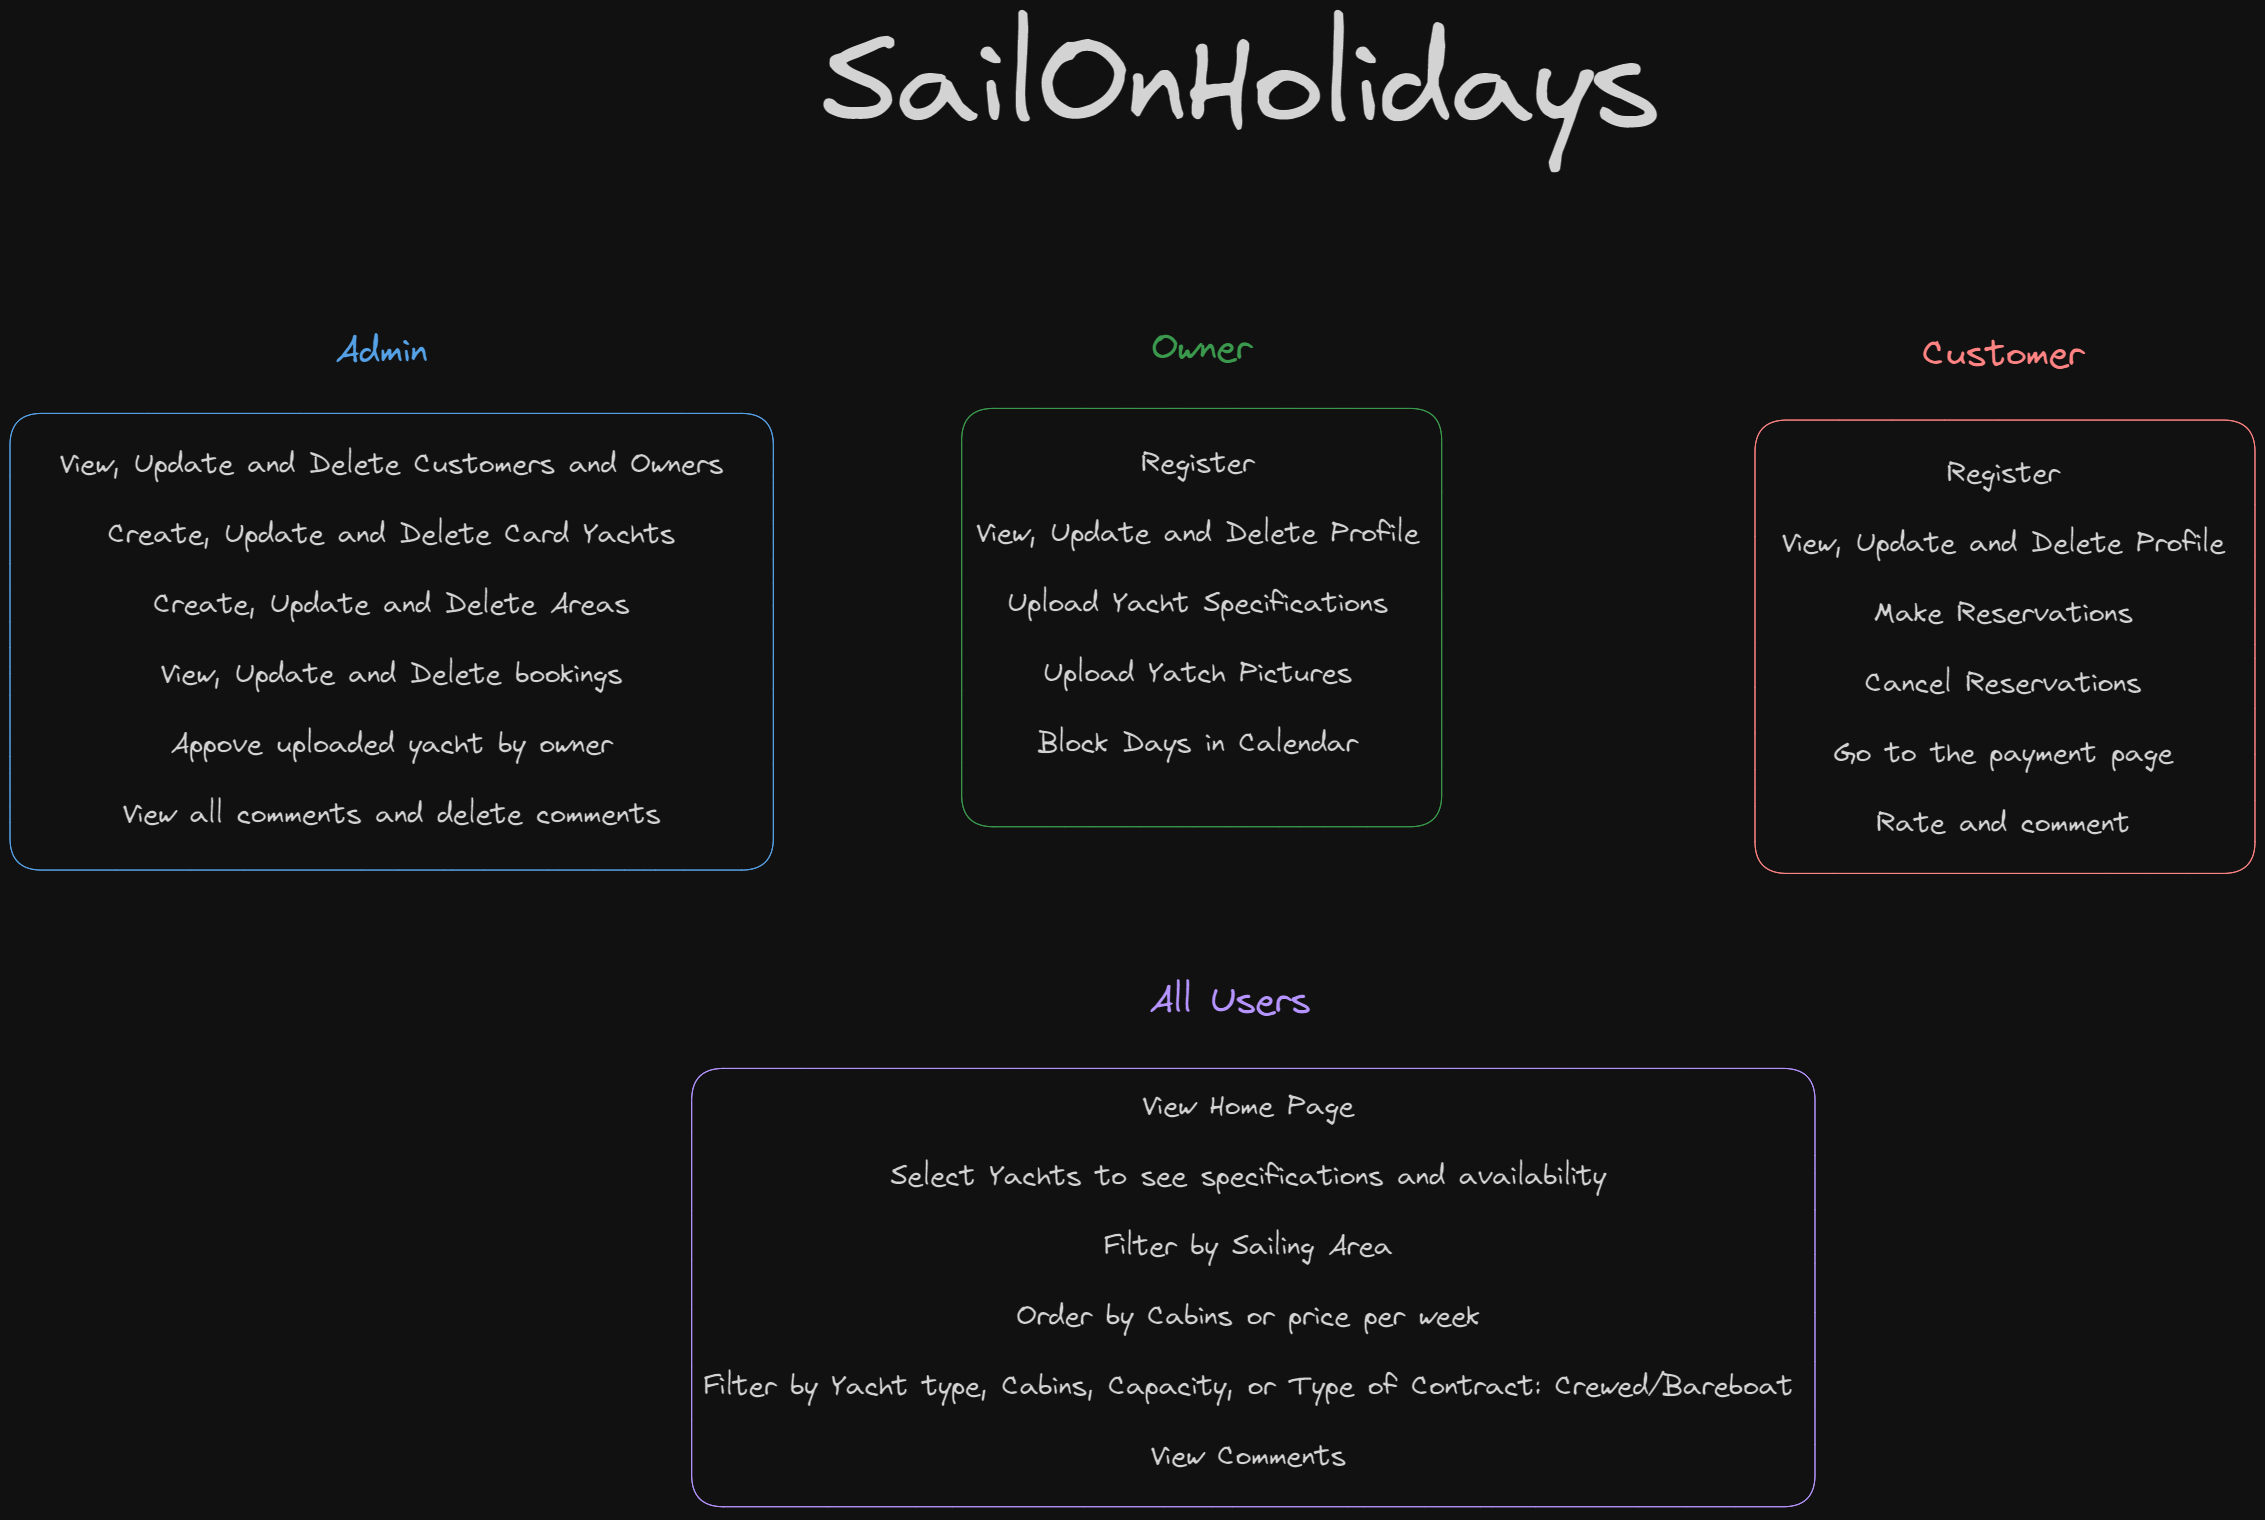 SailOnHolidays
Admin
View, Update and Delete Customers and Owners
Create, Update and Delete Card Yachts
Create, Update and Delete Areas
View, Update and Delete bookings
Appove uploaded yacht by owner
View all comments and delete comments
Owner
Register
View, Update and Delete Profile
Upload Yacht Specifications
Upload Yatch Pictures
Block Days in Calendar
Customer
Register
View, Update and Delete Profile
Make Reservations
Cancel Reservations
Go to the payment page
Rate and comment
All Users
View Home Page
Select Yachts to see specifications and availability
Filter by Sailing Area
Order by Cabins or price per week
Filter by Yacht type, Cabins, Capacity, or Type of Contract: Crewed/Bareboat
View Comments